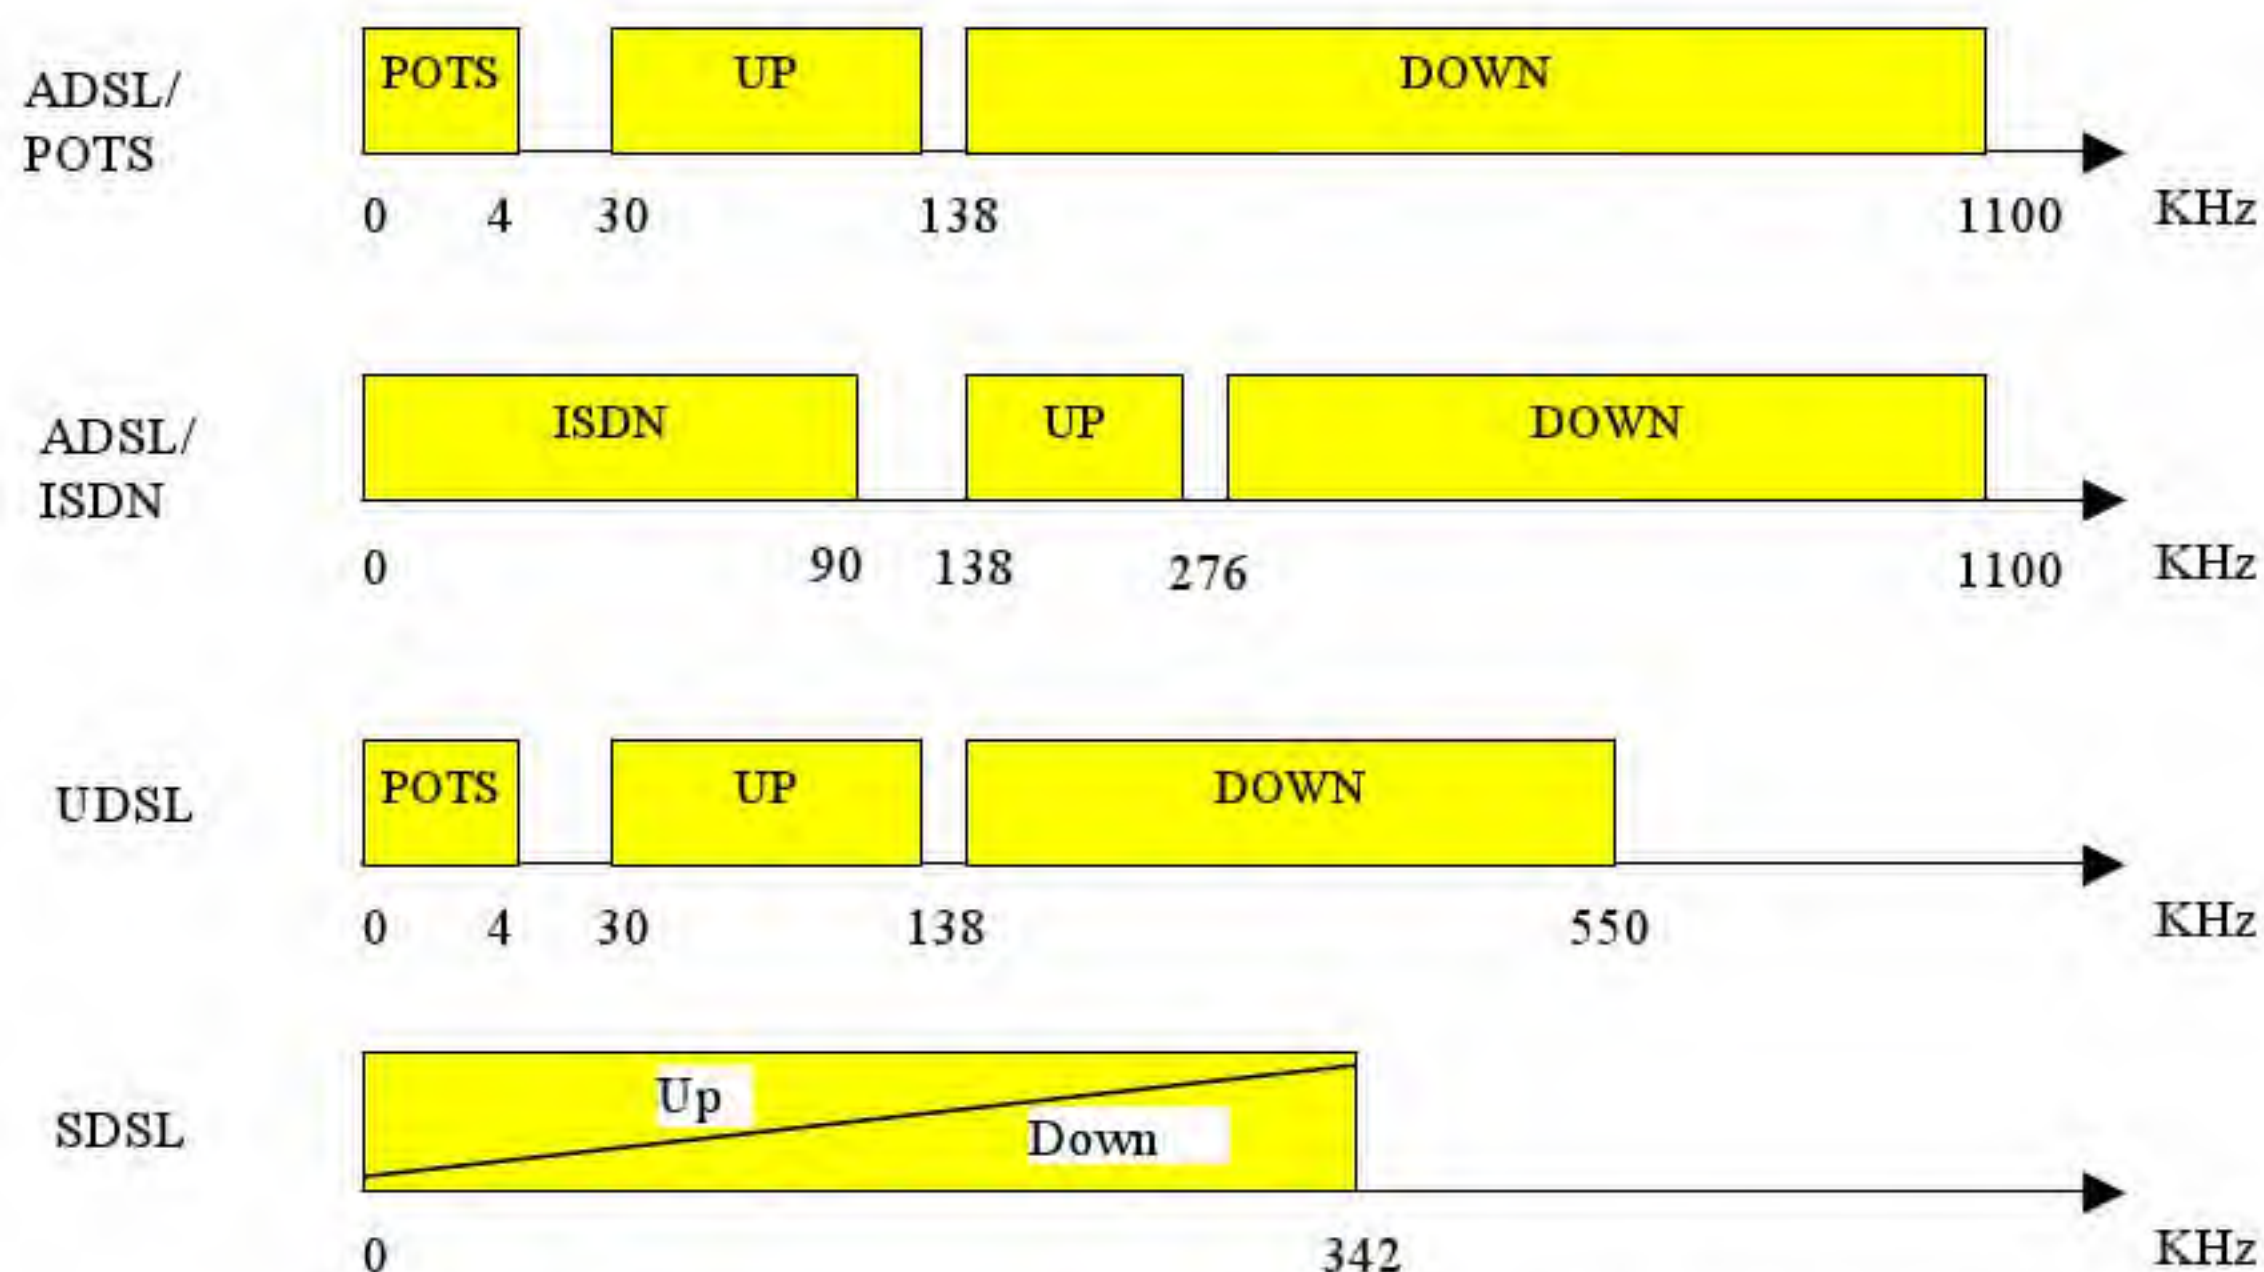 POTS UP DOWN
ADSL/
POTS
0 4 30 138 1100 KHz
ISDN UP DOWN
ADSL/
ISDN
0 90 138 276 1100 KHz
POTS UP DOWN
UDSL
0 4 30 138 550 KHz
Up
SDSL Down
0 342 KHz